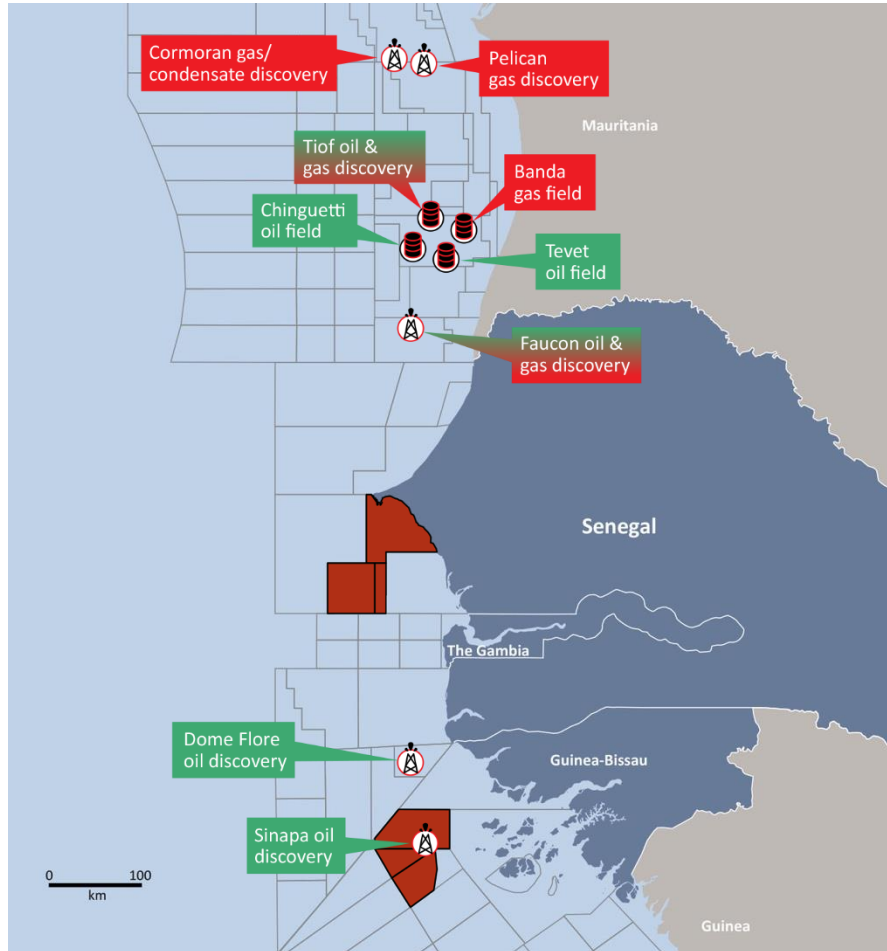 Cormoran gas/
condensate discovery
Pelican
gas discovery
Mauritania
Tiof oil &
gas discovery
Banda
gas field
Chinguetti
oil field
Tevet
oil field
Faucon oil &
gas discovery
Senegal
The Gambia
Dome Flore
oil discovery
Guinea-Bissau
Sinapa oil
discovery
0 100
km
Guinea